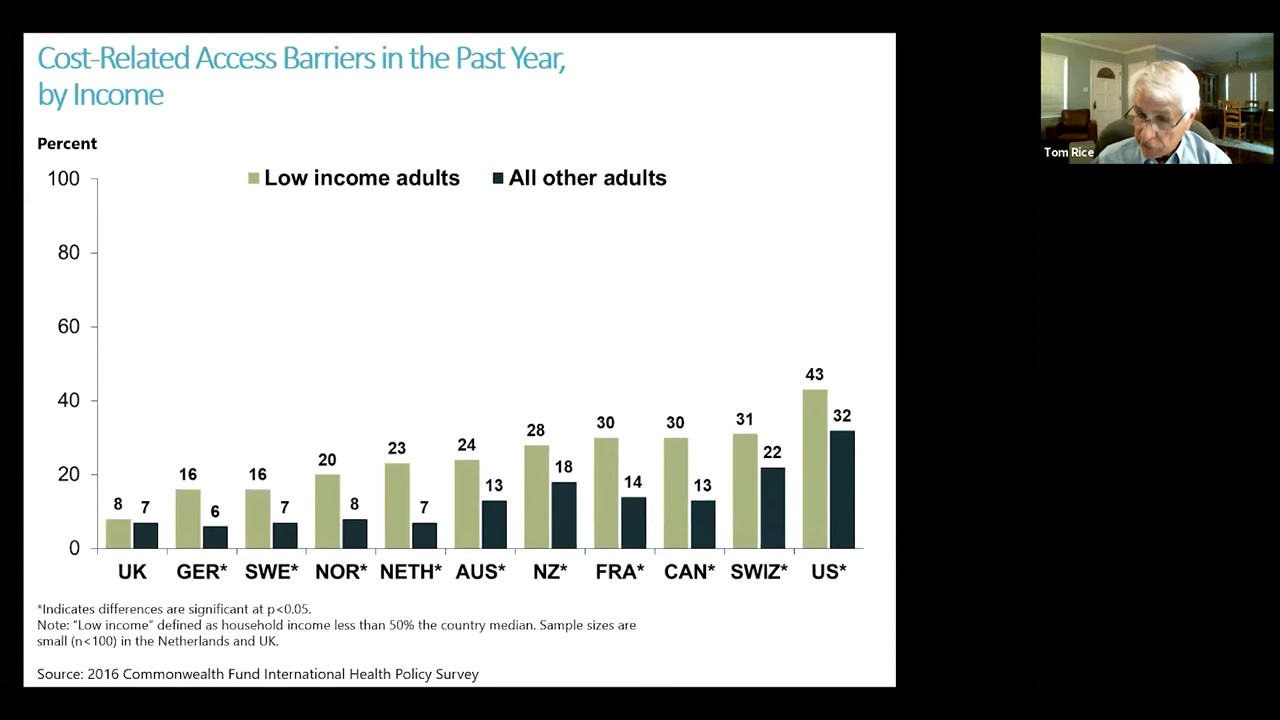 Cost-Related Access Barriers in the Past Year,
by Income
Percent
Low income adults
All other adults
100
80
60
40
20
0
8 7
16 6
16 7
20 8
23 7
24 13
28 18
30 14
30 13
31 22
43 32
UK GER* SWE* NOR* NETH* AUS* NZ* FRA* CAN* SWIZ* US*
*Indicates differences are significant at p<0.05.
Note: “Low income” defined as household income less than 50% the country median. Sample sizes are
small (n<100) in the Netherlands and UK.
Source: 2016 Commonwealth Fund International Health Policy Survey
Tom Rice